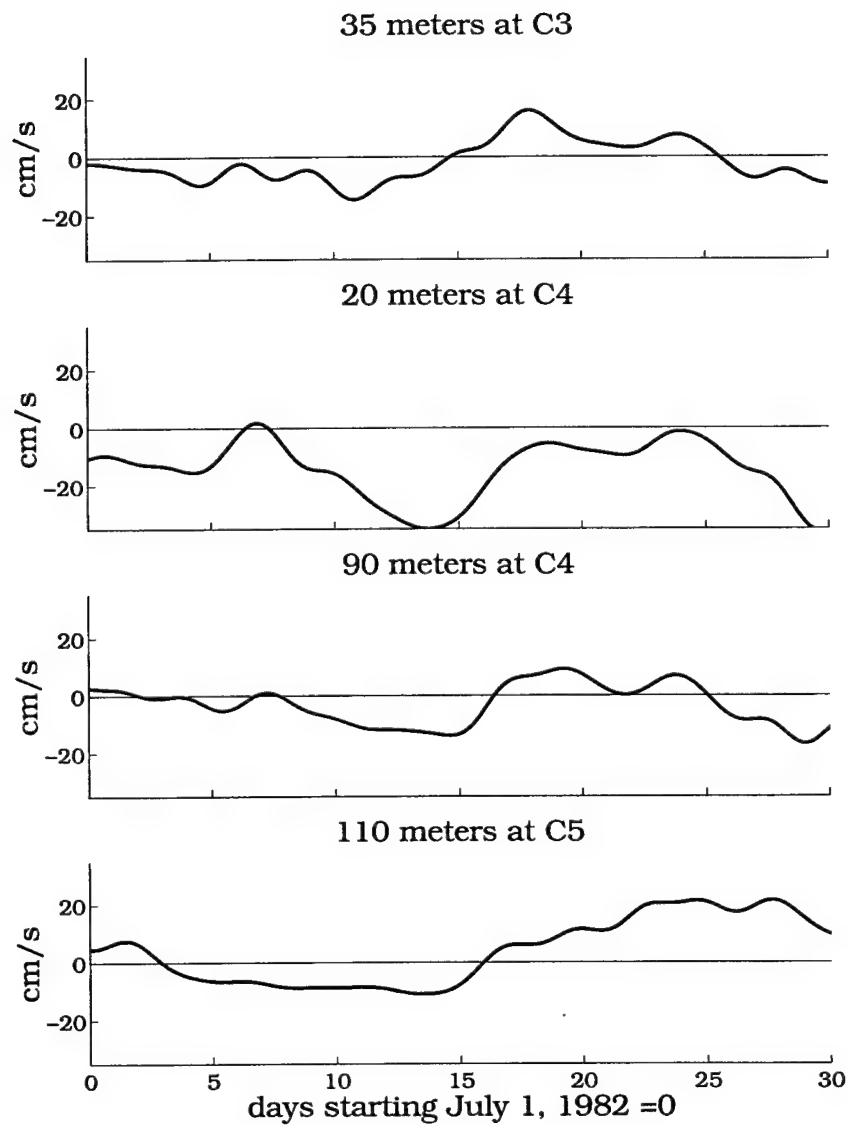 35 meters at C3
20
0
−20
cm/s
20 meters at C4
20
0
−20
cm/s
90 meters at C4
20
0
−20
cm/s
110 meters at C5
20
0
−20
cm/s
0 5 10 15 20 25 30
days starting July 1, 1982 =0